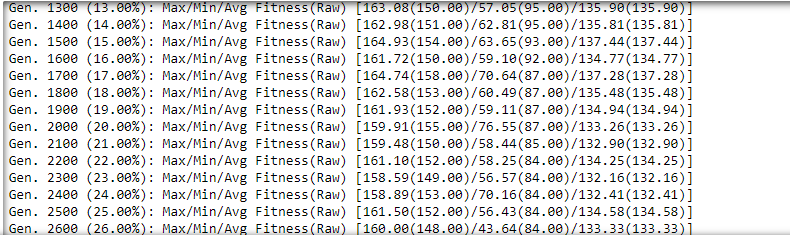 Gen. 1300 (13.00%): Max/Min/Avg Fitness(Raw) [163.08(150.00)/57.05(95.00)/135.90(135.90)]
Gen. 1400 (14.00%): Max/Min/Avg Fitness(Raw) [162.98(151.00)/62.81(95.00)/135.81(135.81)]
Gen. 1500 (15.00%): Max/Min/Avg Fitness(Raw) [164.93(154.00)/63.65(93.00)/137.44(137.44)]
Gen. 1600 (16.00%): Max/Min/Avg Fitness(Raw) [161.72(150.00)/59.10(92.00)/134.77(134.77)]
Gen. 1700 (17.00%): Max/Min/Avg Fitness(Raw) [164.74(158.00)/70.64(87.00)/137.28(137.28)]
Gen. 1800 (18.00%): Max/Min/Avg Fitness(Raw) [162.58(153.00)/60.49(87.00)/135.48(135.48)]
Gen. 1900 (19.00%): Max/Min/Avg Fitness(Raw) [161.93(152.00)/59.11(87.00)/134.94(134.94)]
Gen. 2000 (20.00%): Max/Min/Avg Fitness(Raw) [159.91(155.00)/76.55(87.00)/133.26(133.26)]
Gen. 2100 (21.00%): Max/Min/Avg Fitness(Raw) [159.48(150.00)/58.44(85.00)/132.90(132.90)]
Gen. 2200 (22.00%): Max/Min/Avg Fitness(Raw) [161.10(152.00)/58.25(84.00)/134.25(134.25)]
Gen. 2300 (23.00%): Max/Min/Avg Fitness(Raw) [158.59(149.00)/56.57(84.00)/132.16(132.16)]
Gen. 2400 (24.00%): Max/Min/Avg Fitness(Raw) [158.89(153.00)/70.16(84.00)/132.41(132.41)]
Gen. 2500 (25.00%): Max/Min/Avg Fitness(Raw) [161.50(152.00)/56.43(84.00)/134.58(134.58)]
Gen. 2600 (26.00%): Max/Min/Avg Fitness(Raw) [160.00(148.00)/43.64(84.00)/133.33(133.33)]